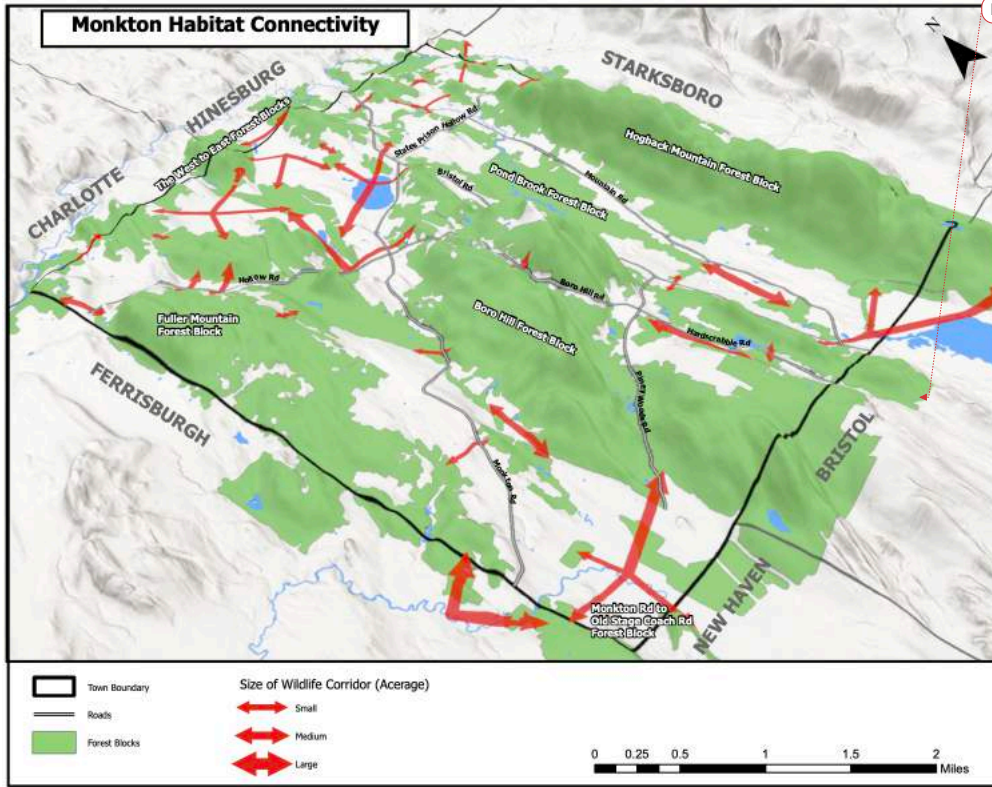 Monkton Habitat Connectivity
N
STARKSBORO
HINESBURG
CHARLOTTE
The West to East Forest Blocks
States Prison Hollow Rd
Hogback Mountain Forest Block
Bristol Rd
Pond Brook Forest Block
Mountain Rd
Hollow Rd
Boro Hill Rd
Fuller Mountain
Forest Block
Boro Hill Forest Block
Hardscrabble Rd
FERRISBURGH
Parks Woods Rd
BRISTOL
Monkton Rd
NEW HAVEN
Monkton Rd to
Old Stage Coach Rd
Forest Block
Town Boundary
Roads
Forest Blocks
Size of Wildlife Corridor (Acerage)
Small
Medium
Large
0 0.25 0.5 1 1.5 2
Miles